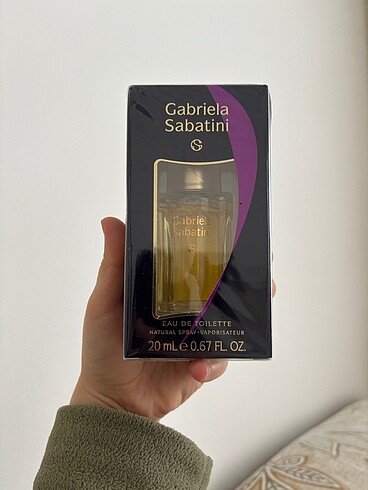 Gabriela
Sabatini
Gabriela
Sabatini
EAU DE TOILETTE
NATURAL SPRAY-VAPORISATEUR
20 mL e 0.67 FL. OZ.